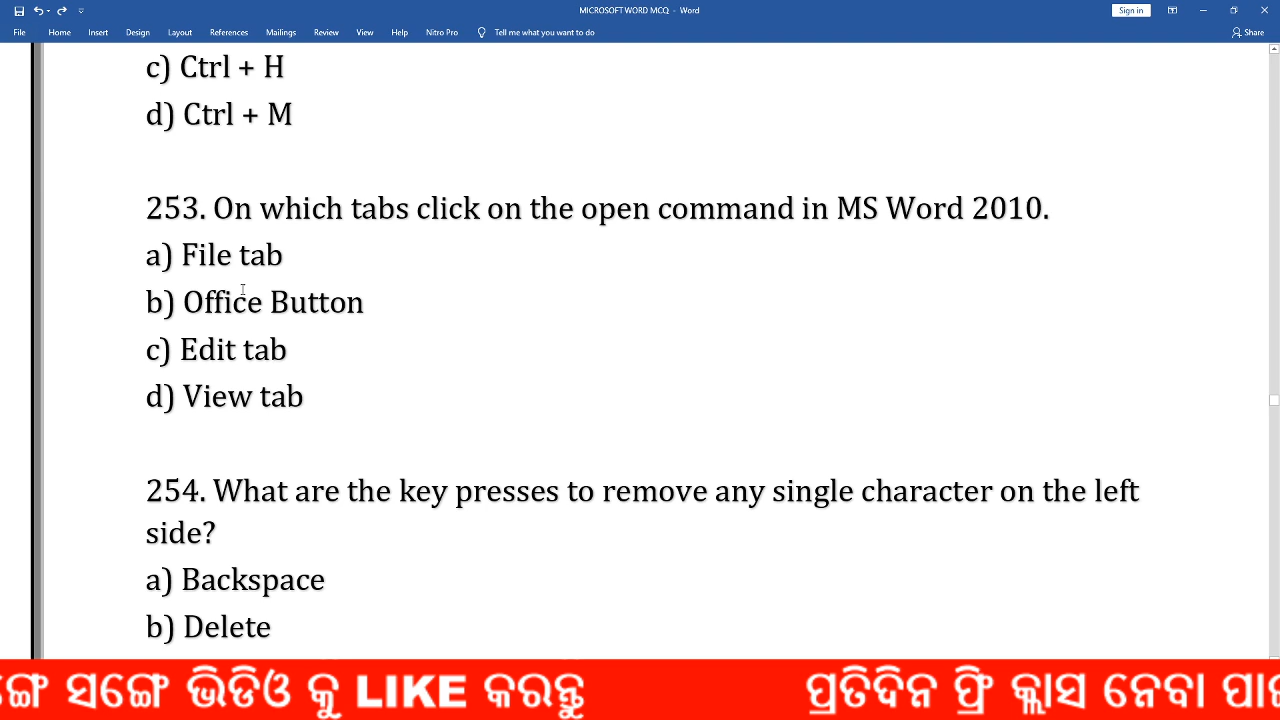 MICROSOFT WORD MCQ - Word
Sign in
File Home Insert Design Layout References Mailings Review View Help Nitro Pro Tell me what you want to do Share
c) Ctrl + H
d) Ctrl + M
253. On which tabs click on the open command in MS Word 2010.
a) File tab
b) Office Button
c) Edit tab
d) View tab
254. What are the key presses to remove any single character on the left
side?
a) Backspace
b) Delete
ସଙ୍ଗେ ଭିଡିଓ କୁ LIKE କରନ୍ତୁ ପ୍ରତିଦିନ ଫ୍ରି କ୍ଲାସ ନେବା